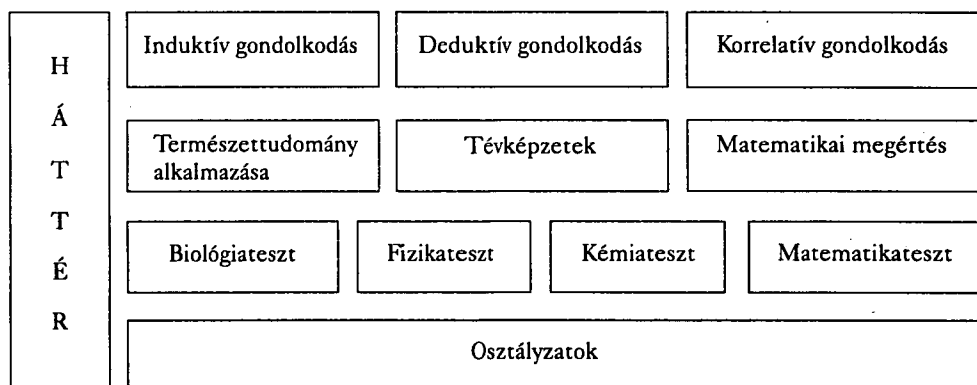 H
Á
T
T
É
R
Induktív gondolkodás
Deduktív gondolkodás
Korrelatív gondolkodás
Természettudomány
alkalmazása
Tévképzetek
Matematikai megértés
Biológiateszt
Fizikateszt
Kémiateszt
Matematikateszt
Osztályzatok